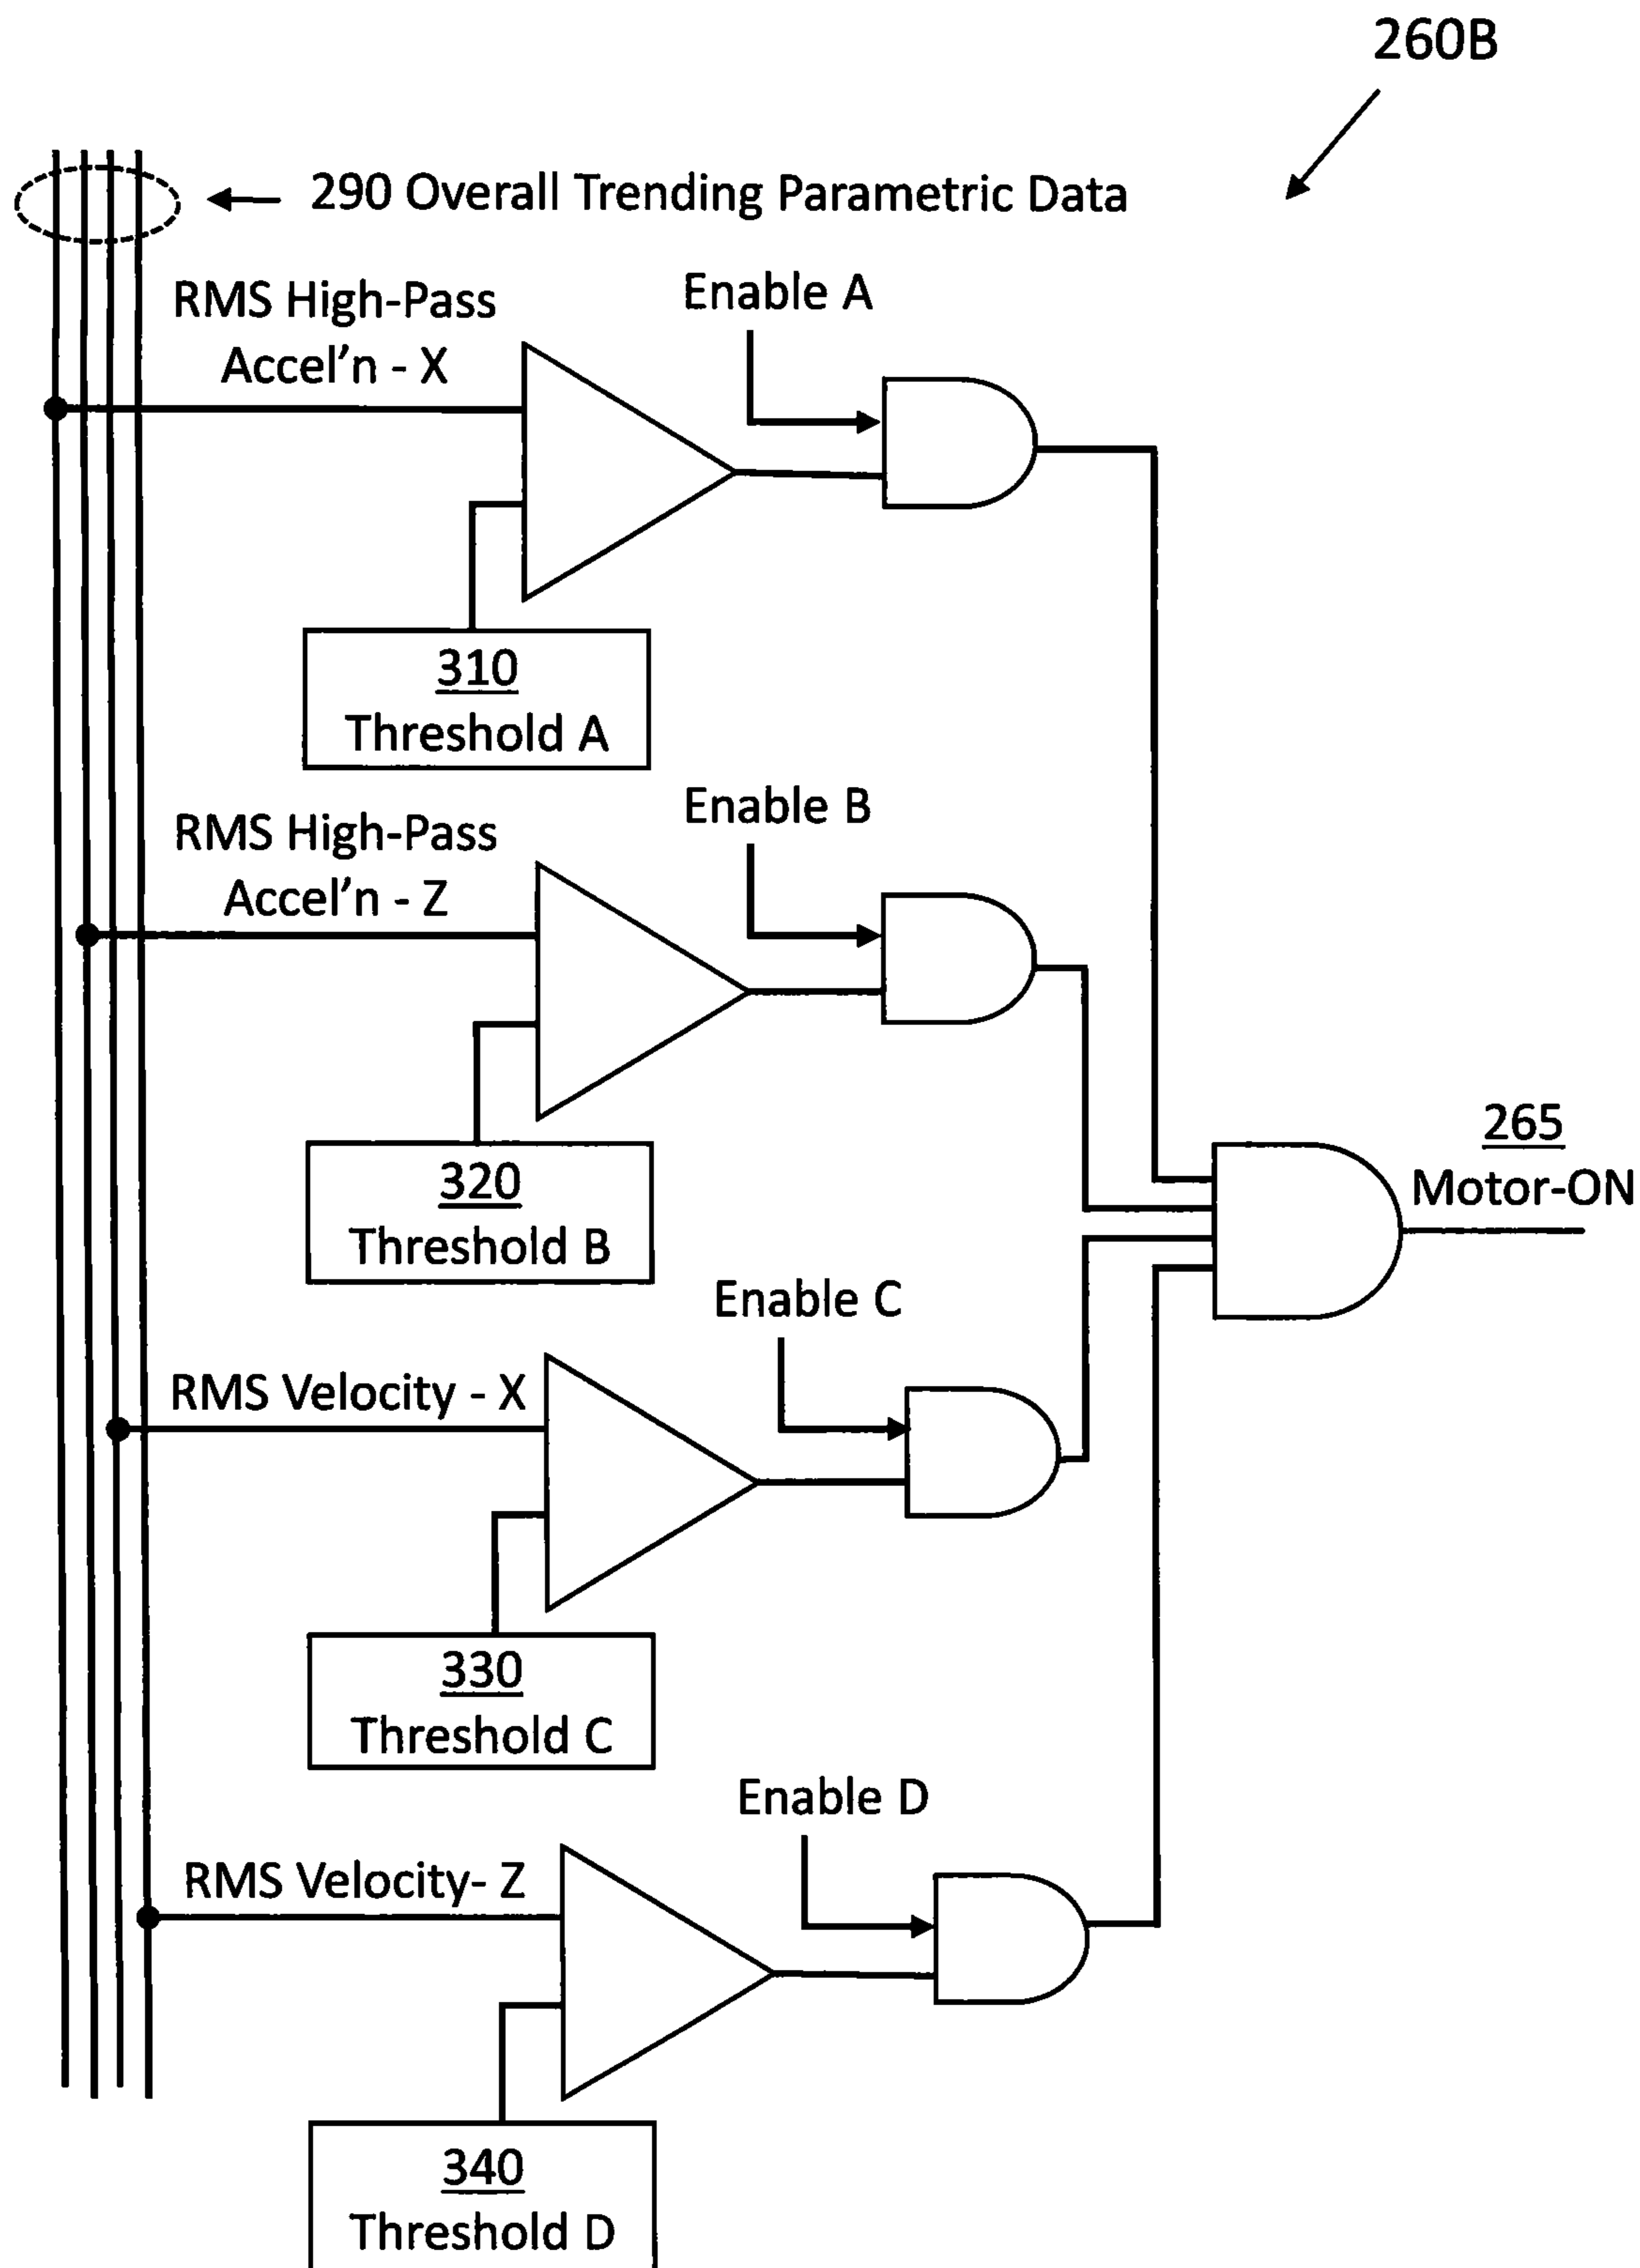 260B
290 Overall Trending Parametric Data
RMS High-Pass
Accel’n - X
Enable A
310
Threshold A
RMS High-Pass
Accel’n - Z
Enable B
320
Threshold B
265
Motor-ON
Enable C
RMS Velocity - X
330
Threshold C
Enable D
RMS Velocity- Z
340
Threshold D